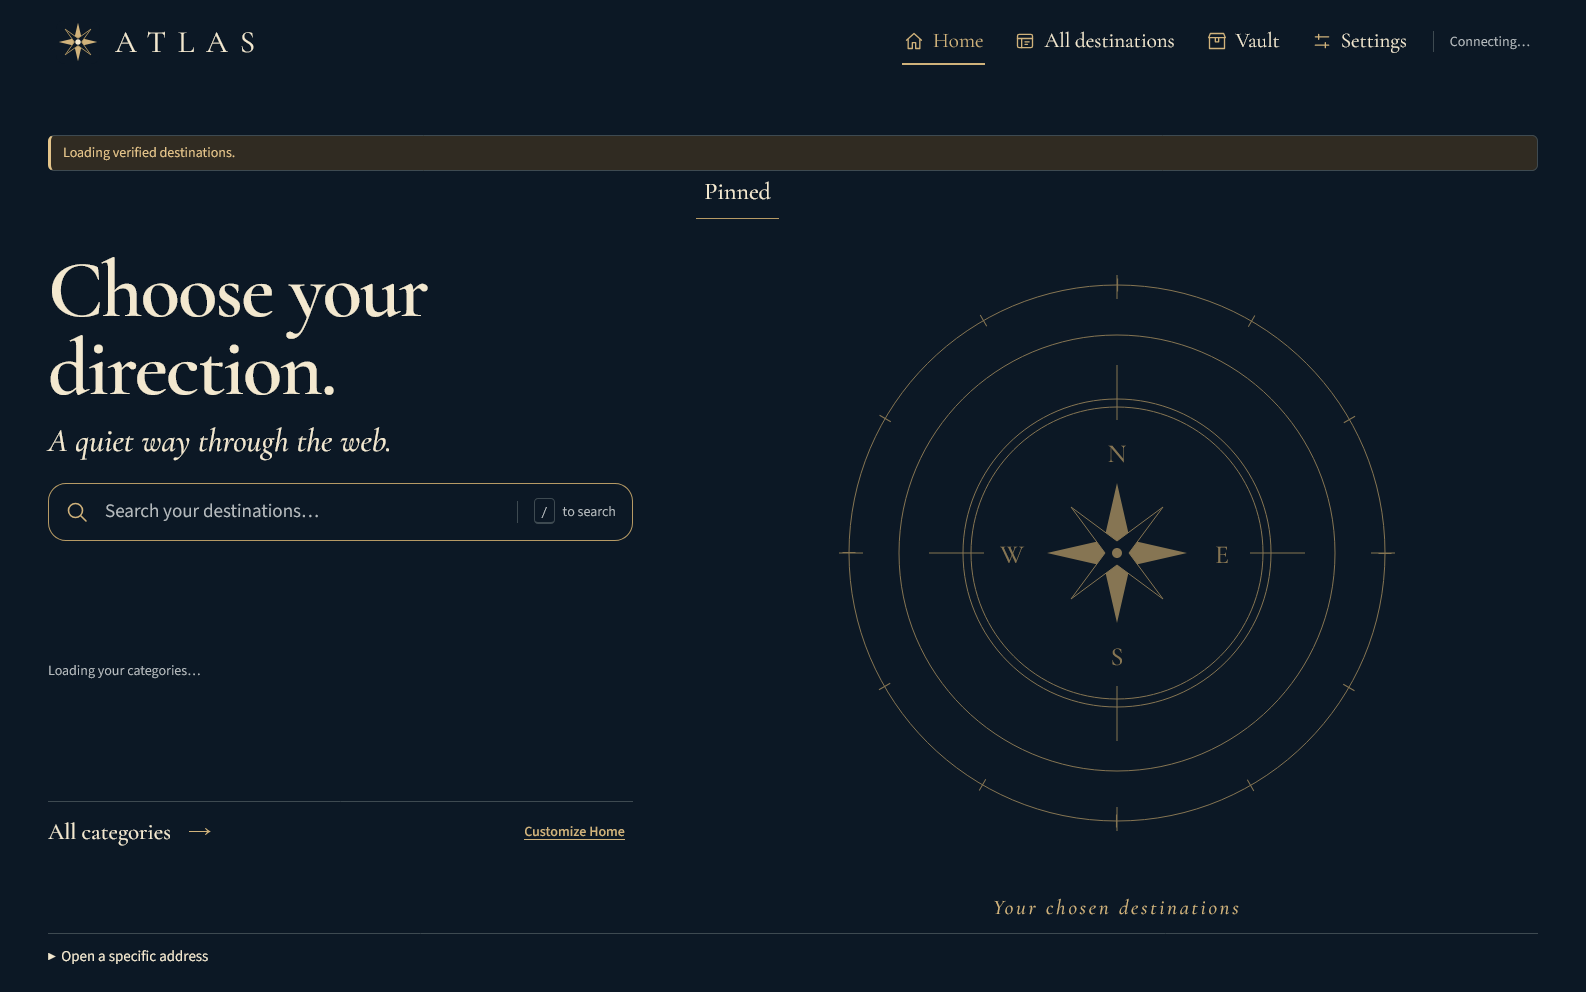 ATLAS
Home
All destinations
Vault
Settings
Connecting…
Loading verified destinations.
Pinned
Choose your
direction.
A quiet way through the web.
Search your destinations…
/ to search
N
W
E
S
Loading your categories…
All categories →
Customize Home
Your chosen destinations
Open a specific address